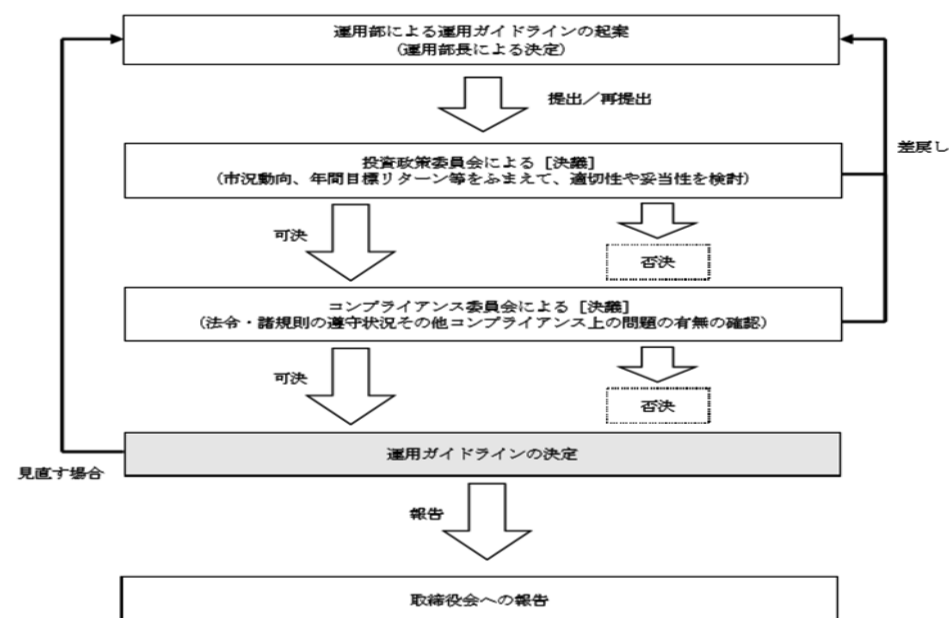 運用部による運用ガイドラインの起案
(運用部長による決定)
提出／再提出
差戻し
投資政策委員会による［決議］
(市況動向、年間目標リターン等をふまえて、適切性や妥当性を検討)
可決
否決
コンプライアンス委員会による［決議］
(法令・諸規則の遵守状況その他コンプライアンス上の問題の有無の確認)
可決
否決
運用ガイドラインの決定
見直す場合
報告
取締役会への報告